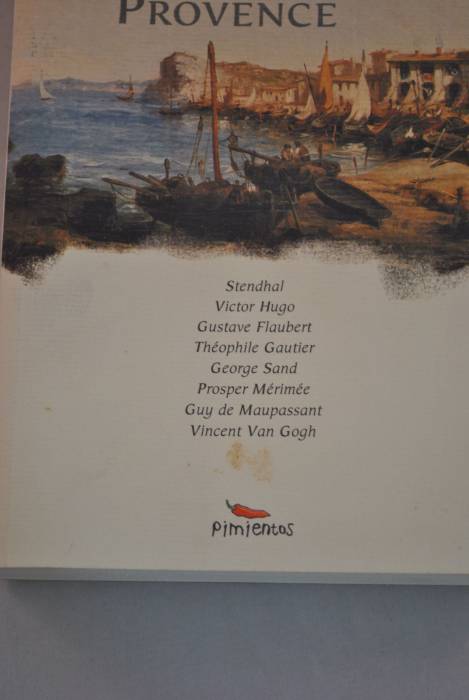 PROVENCE
Stendhal
Victor Hugo
Gustave Flaubert
Théophile Gautier
George Sand
Prosper Mérimée
Guy de Maupassant
Vincent Van Gogh
Pimientos